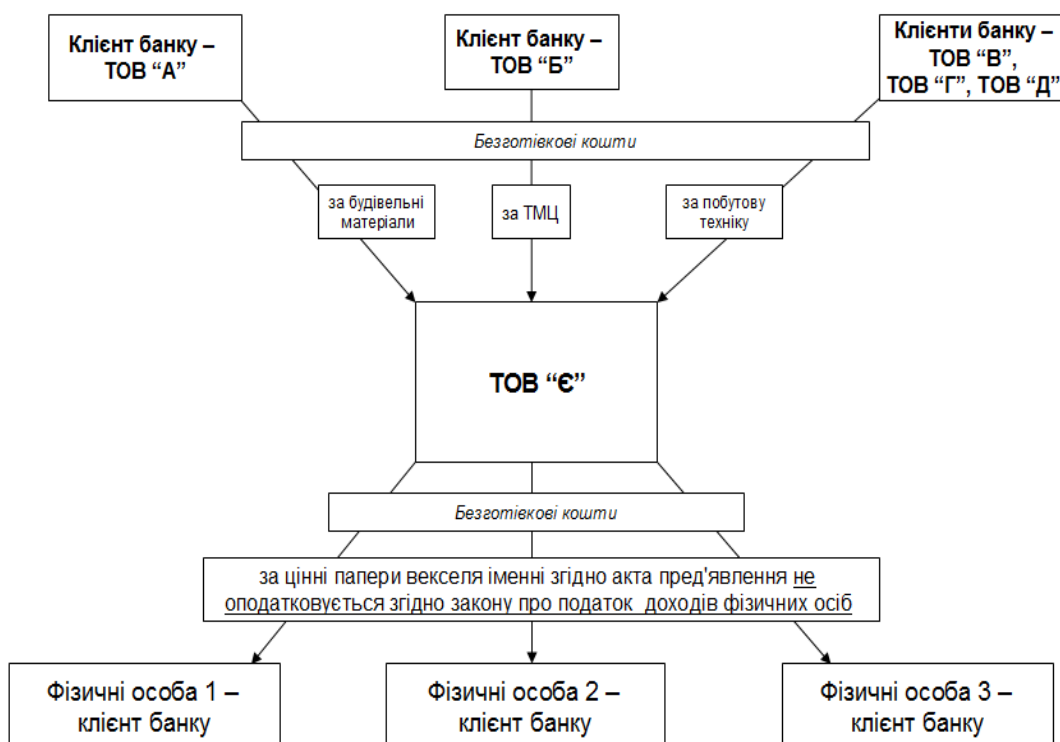 Клієнт банку –
ТОВ “А”
Клієнт банку –
ТОВ “Б”
Клієнти банку –
ТОВ “В”,
ТОВ “Г”, ТОВ “Д”
Безготівкові кошти
за будівельні
матеріали
за ТМЦ
за побутову
техніку
ТОВ “Є”
Безготівкові кошти
за цінні папери векселя іменні згідно акта пред'явлення не
оподатковується згідно закону про податок доходів фізичних осіб
Фізичні особа 1 –
клієнт банку
Фізичні особа 2 –
клієнт банку
Фізичні особа 3 –
клієнт банку